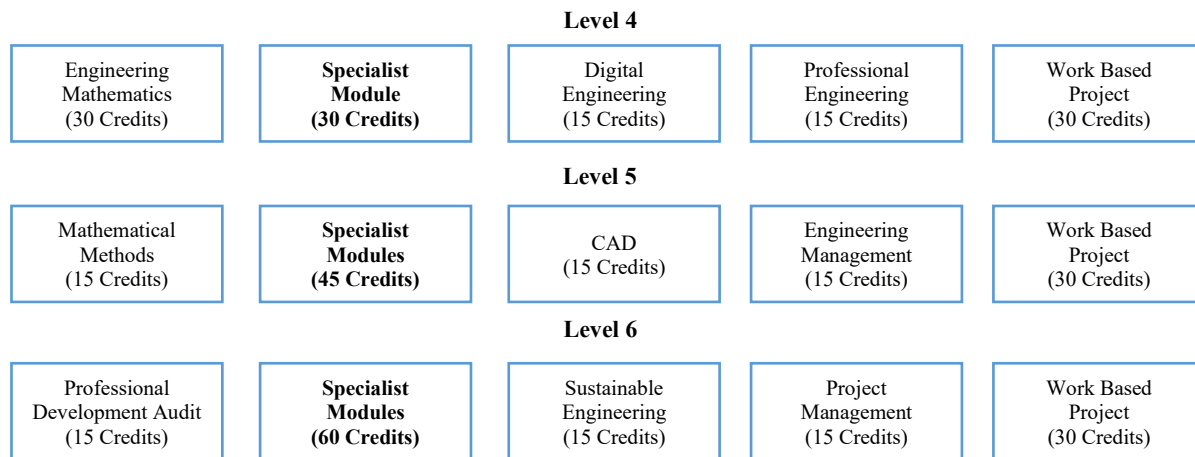 Level 4
Engineering
Mathematics
(30 Credits)
Specialist
Module
(30 Credits)
Digital
Engineering
(15 Credits)
Professional
Engineering
(15 Credits)
Work Based
Project
(30 Credits)
Level 5
Mathematical
Methods
(15 Credits)
Specialist
Modules
(45 Credits)
CAD
(15 Credits)
Engineering
Management
(15 Credits)
Work Based
Project
(30 Credits)
Level 6
Professional
Development Audit
(15 Credits)
Specialist
Modules
(60 Credits)
Sustainable
Engineering
(15 Credits)
Project
Management
(15 Credits)
Work Based
Project
(30 Credits)